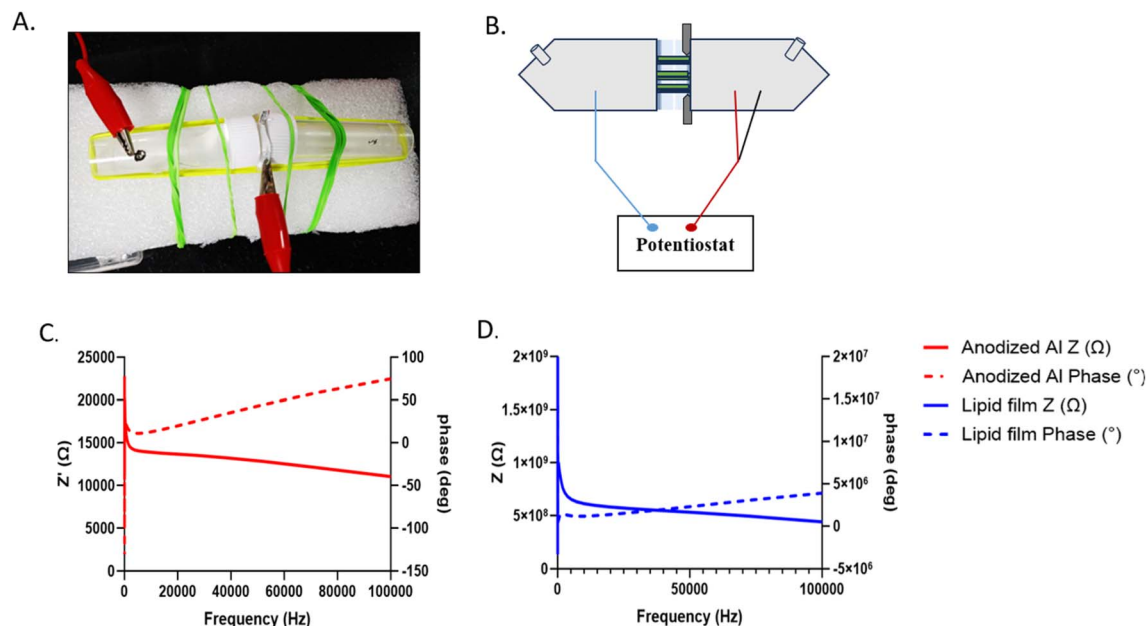 A.
B.
Potentiostat
C.
25000
20000
15000
10000
5000
0
Z' (Ω)
100
50
0
-50
-100
-150
phase (deg)
0
20000
40000
60000
80000
100000
Frequency (Hz)
D.
2×10⁹
1.5×10⁹
1×10⁹
5×10⁸
0
Z (Ω)
2×10⁷
1.5×10⁷
1×10⁷
5×10⁶
0
-5×10⁶
phase (deg)
0
50000
100000
Frequency (Hz)
Anodized Al Z (Ω)
Anodized Al Phase (°)
Lipid film Z (Ω)
Lipid film Phase (°)